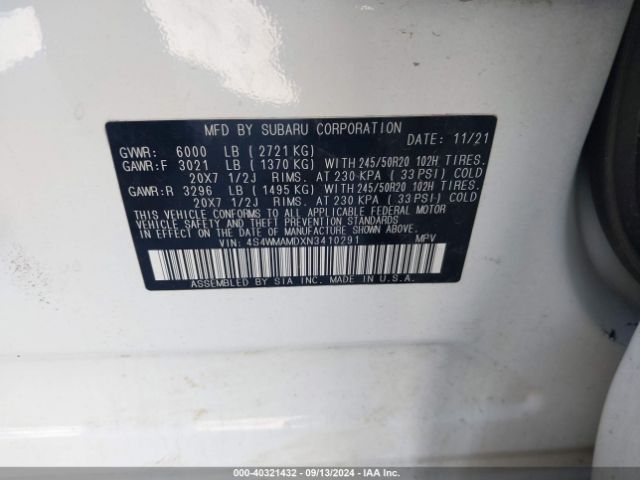 MFD BY SUBARU CORPORATION
DATE: 11/21
GVWR: 6000 LB ( 2721 KG)
GAWR:F 3021 LB ( 1370 KG) WITH 245/50R20 102H TIRES.
20X7 1/2J RIMS. AT 230 KPA ( 33 PSI) COLD
GAWR:R 3296 LB ( 1495 KG) WITH 245/50R20 102H TIRES.
20X7 1/2J RIMS. AT 230 KPA ( 33 PSI) COLD
THIS VEHICLE CONFORMS TO ALL APPLICABLE FEDERAL MOTOR
VEHICLE SAFETY AND THEFT PREVENTION STANDARDS IN
EFFECT ON THE DATE OF MANUFACTURE SHOWN ABOVE.
VIN: 4S4WMAMDXN3410291 MPV
ASSEMBLED BY SIA INC. MADE IN U.S.A.
000-40321432 - 09/13/2024 - IAA Inc.